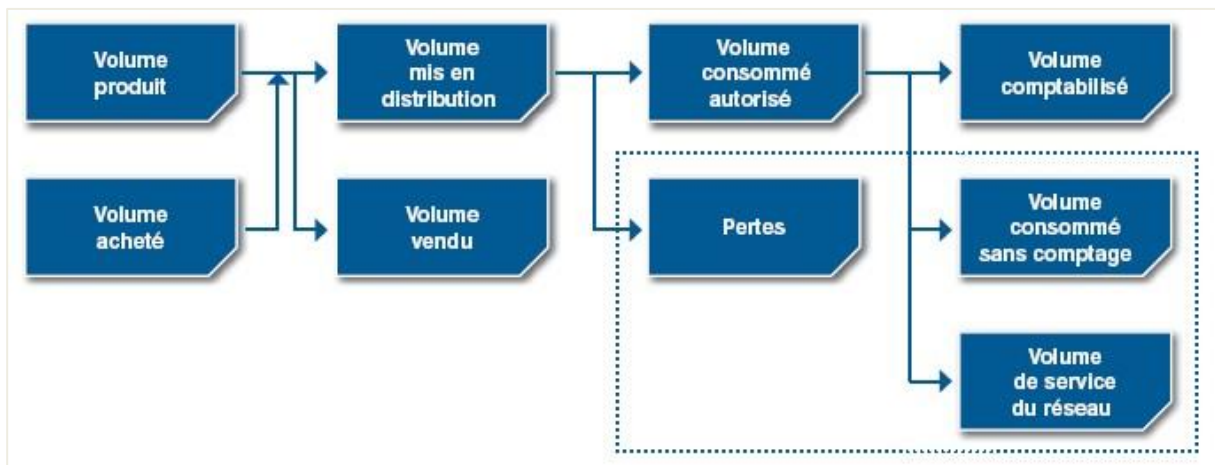 Volume
produit
Volume
mis en
distribution
Volume
consommé
autorisé
Volume
comptabilisé
Volume
acheté
Volume
vendu
Pertes
Volume
consommé
sans comptage
Volume
de service
du réseau